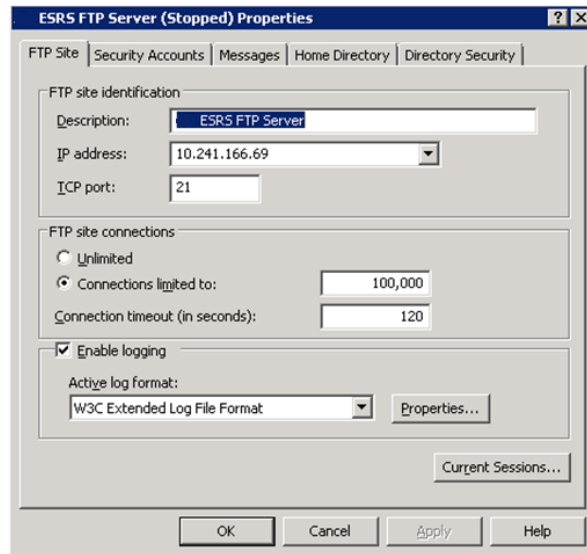 ESRS FTP Server (Stopped) Properties
FTP Site Security Accounts Messages Home Directory Directory Security
FTP site identification
Description: ESRS FTP Server
IP address: 10.241.166.69
TCP port: 21
FTP site connections
Unlimited
Connections limited to: 100,000
Connection timeout (in seconds): 120
Enable logging
Active log format:
W3C Extended Log File Format Properties...
Current Sessions...
OK Cancel Apply Help